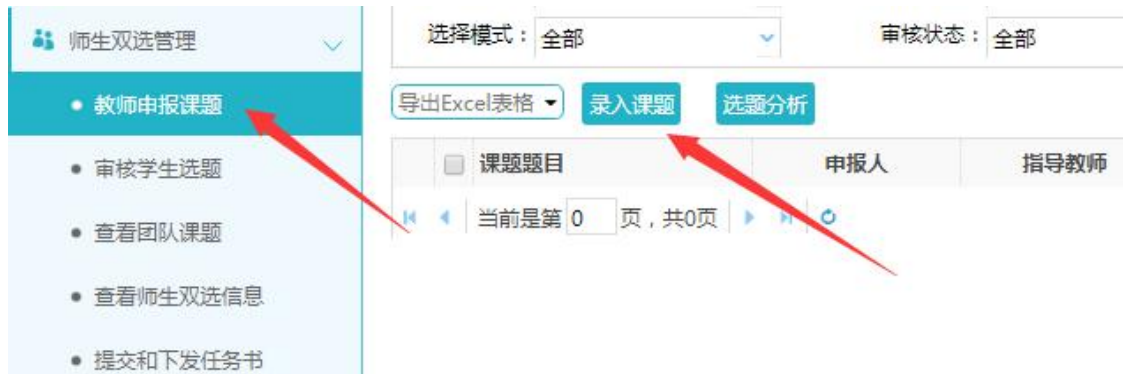 师生双选管理
教师申报课题
审核学生选题
查看团队课题
查看师生双选信息
提交和下发任务书
选择模式：全部 审核状态：全部
导出Excel表格 录入课题 选题分析
课题题目 申报人 指导教师
当前是第 0 页，共0页